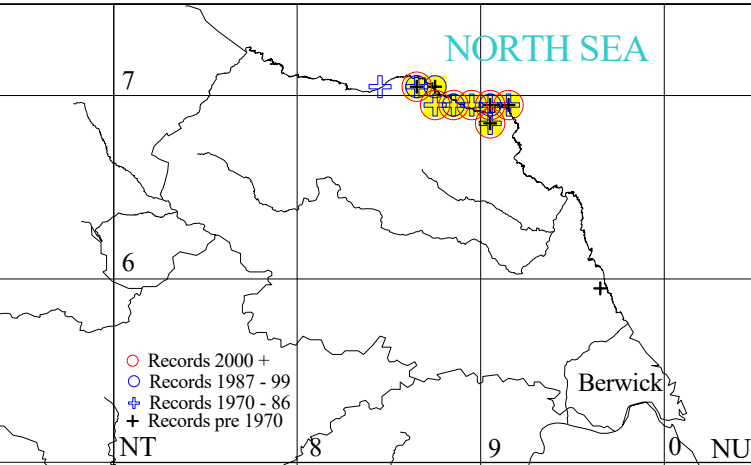 NORTH SEA
7
6
Records 2000 +
Records 1987 - 99
Records 1970 - 86
Records pre 1970
Berwick
NT 8 9 0 NU